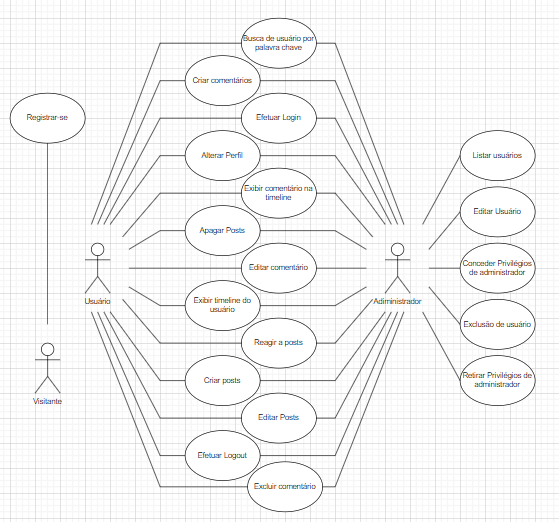 Busca de usuário por
palavra chave
Criar comentários
Registrar-se
Efetuar Login
Alterar Perfil
Listar usuários
Exibir comentário na
timeline
Editar Usuário
Apagar Posts
Editar comentário
Conceder Privilégios
de administrador
Usuário
Administrador
Exibir timeline do
usuário
Exclusão de usuário
Reagir a posts
Criar posts
Retirar Privilégios de
administrador
Visitante
Editar Posts
Efetuar Logout
Excluir comentário